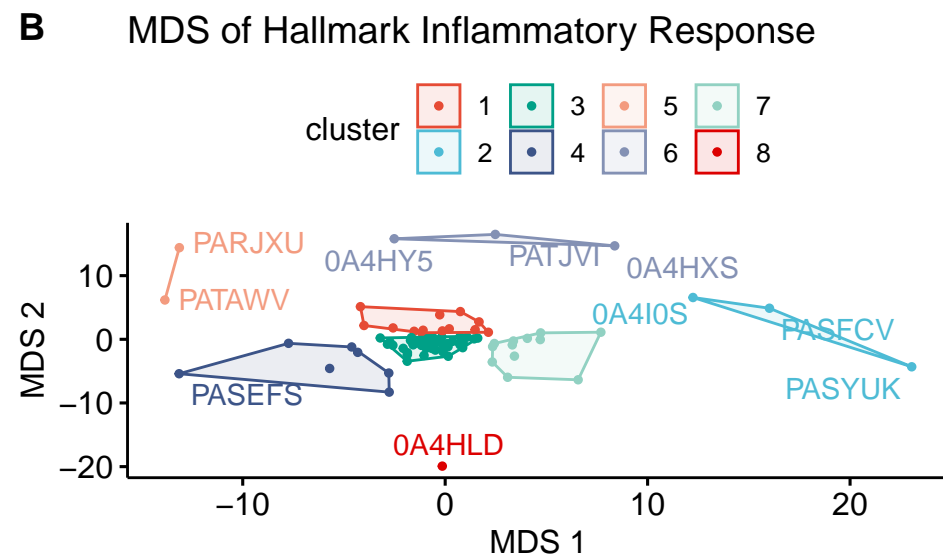 B MDS of Hallmark Inflammatory Response
cluster
1 3 5 7
2 4 6 8
PARJXU
0A4HY5
PATJVI
0A4HXS
PATAWV
0A4I0S
PASFCV
PASEFS
PASYUK
0A4HLD
MDS 2
10
0
−10
−20
−10 0 10 20
MDS 1